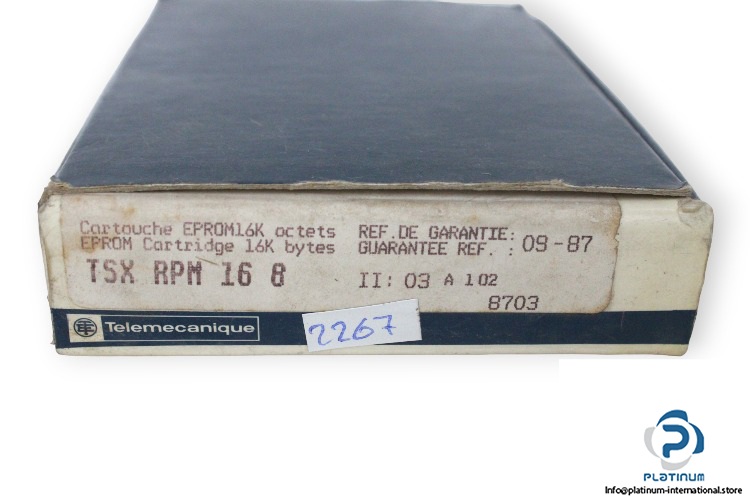 Cartouche EPROM16K octets REF.DE GARANTIE:
EPROM Cartridge 16K bytes GUARANTEE REF. : 09-87
TSX RPM 16 8 II: 03 A 102
8703
Telemecanique
2267
PLATINUM
Info@platinum-international.store